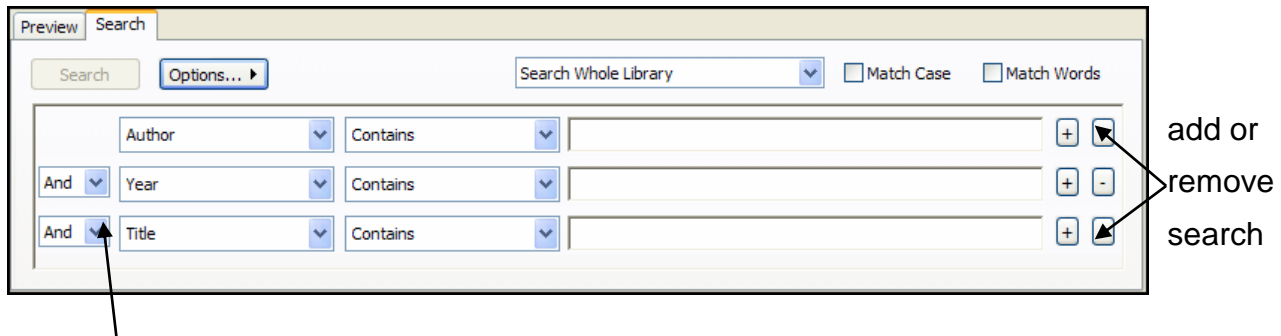 Preview Search
Search Options... Search Whole Library Match Case Match Words
Author Contains + add or
And Year Contains + - remove
And Title Contains + search